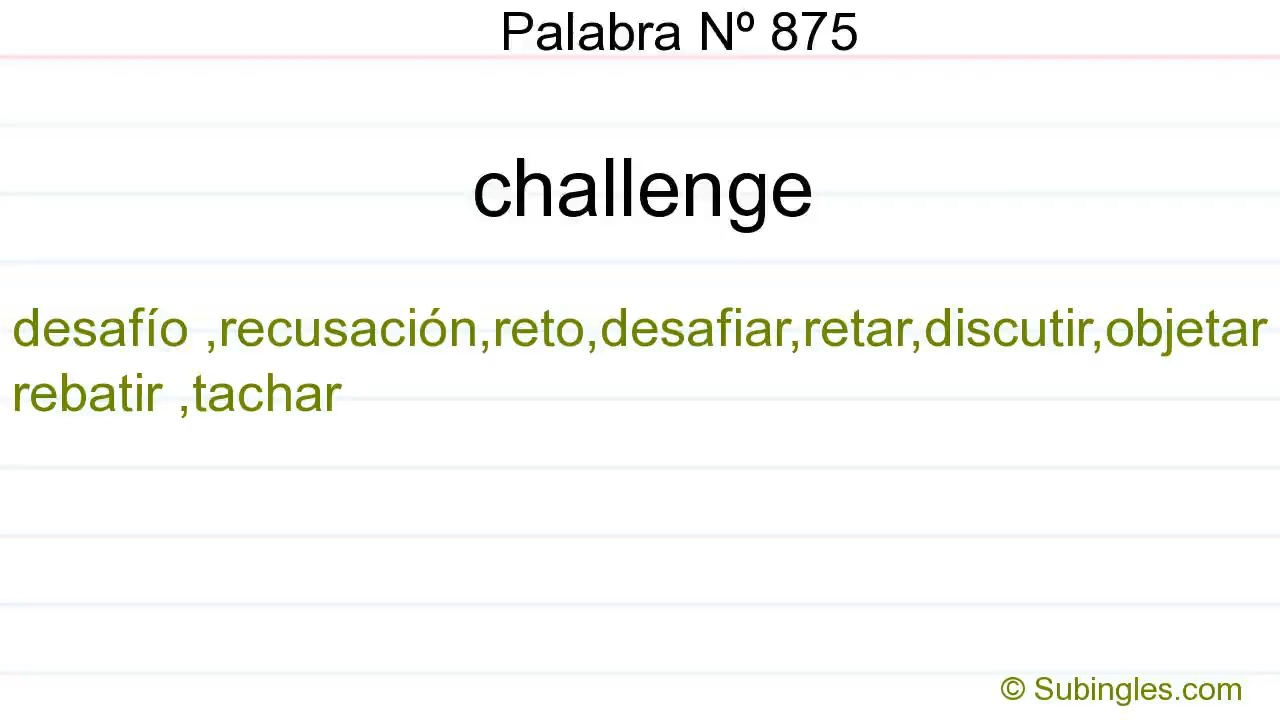 Palabra Nº 875
challenge
desafío ,recusación,reto,desafiar,retar,discutir,objetar
rebatir ,tachar
© Subingles.com